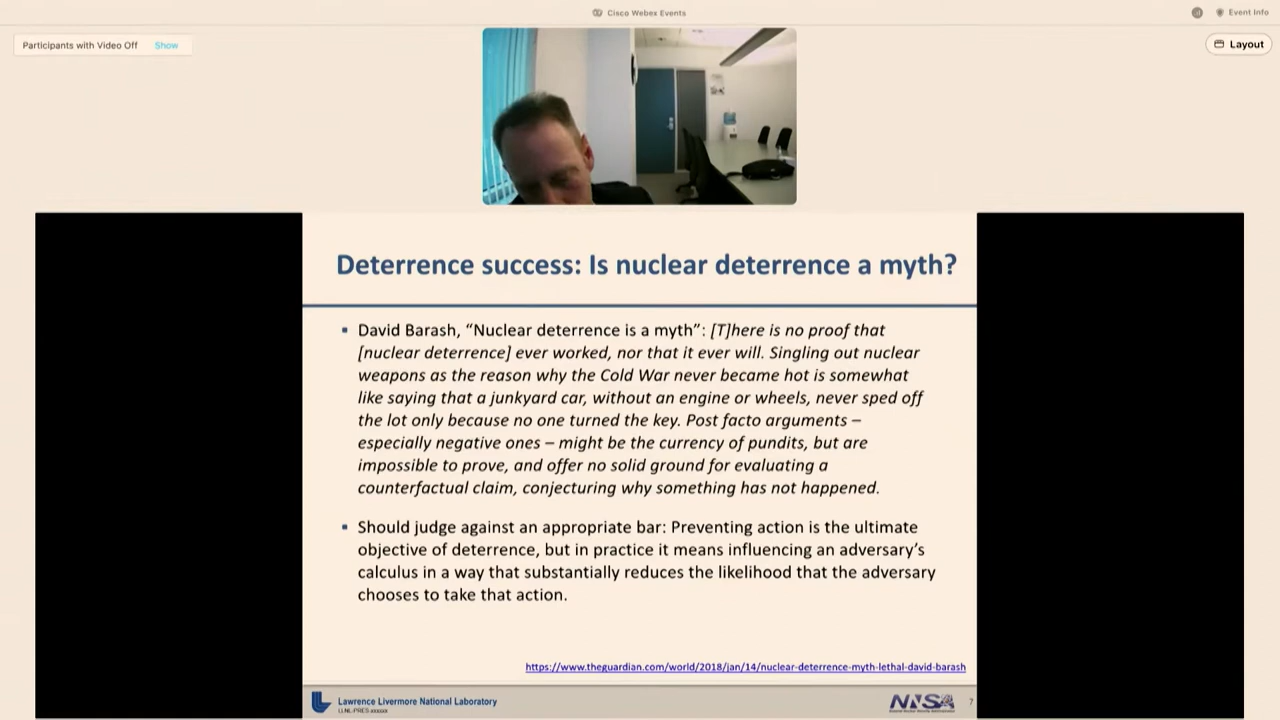 Cisco Webex Events
Event Info
Participants with Video Off Show
Layout
Deterrence success: Is nuclear deterrence a myth?
▪ David Barash, “Nuclear deterrence is a myth”: [T]here is no proof that
[nuclear deterrence] ever worked, nor that it ever will. Singling out nuclear
weapons as the reason why the Cold War never became hot is somewhat
like saying that a junkyard car, without an engine or wheels, never sped off
the lot only because no one turned the key. Post facto arguments –
especially negative ones – might be the currency of pundits, but are
impossible to prove, and offer no solid ground for evaluating a
counterfactual claim, conjecturing why something has not happened.
▪ Should judge against an appropriate bar: Preventing action is the ultimate
objective of deterrence, but in practice it means influencing an adversary’s
calculus in a way that substantially reduces the likelihood that the adversary
chooses to take that action.
https://www.theguardian.com/world/2018/jan/14/nuclear-deterrence-myth-lethal-david-barash
Lawrence Livermore National Laboratory
LLNL-PRES-xxxxxx
NNSA
7